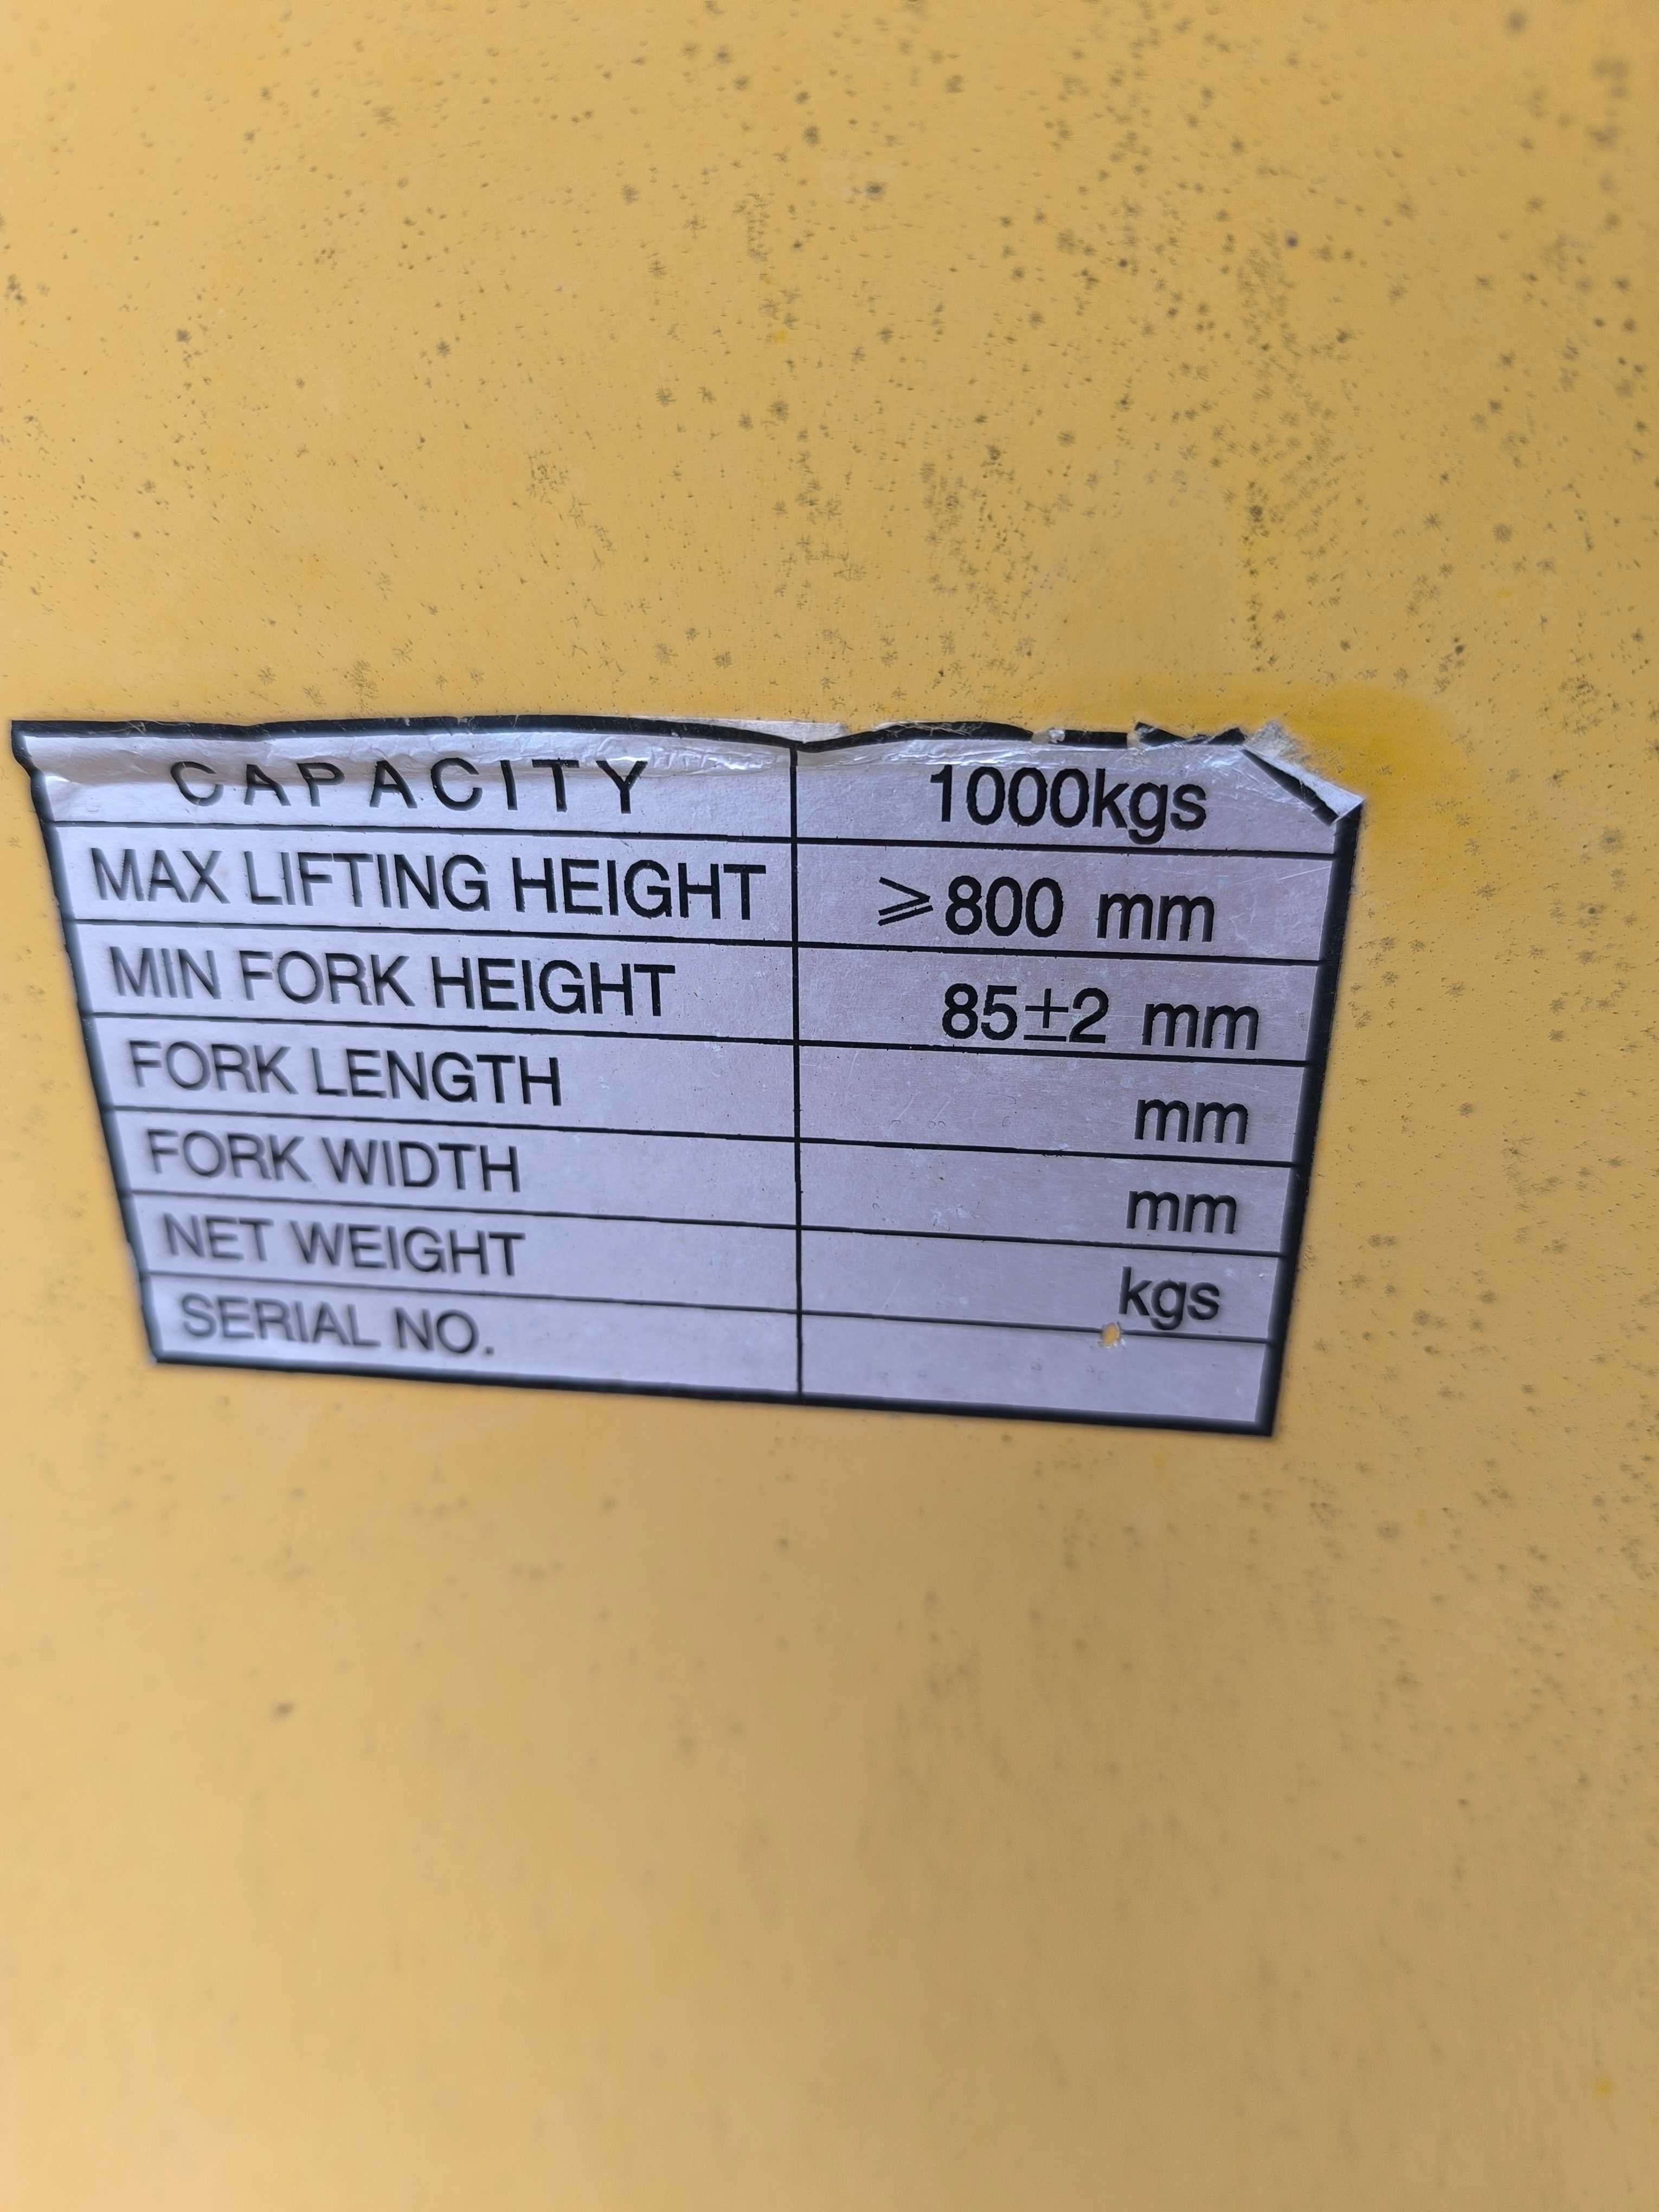 CAPACITY 1000kgs
MAX LIFTING HEIGHT ⩾800 mm
MIN FORK HEIGHT 85±2 mm
FORK LENGTH mm
FORK WIDTH mm
NET WEIGHT kgs
SERIAL NO.